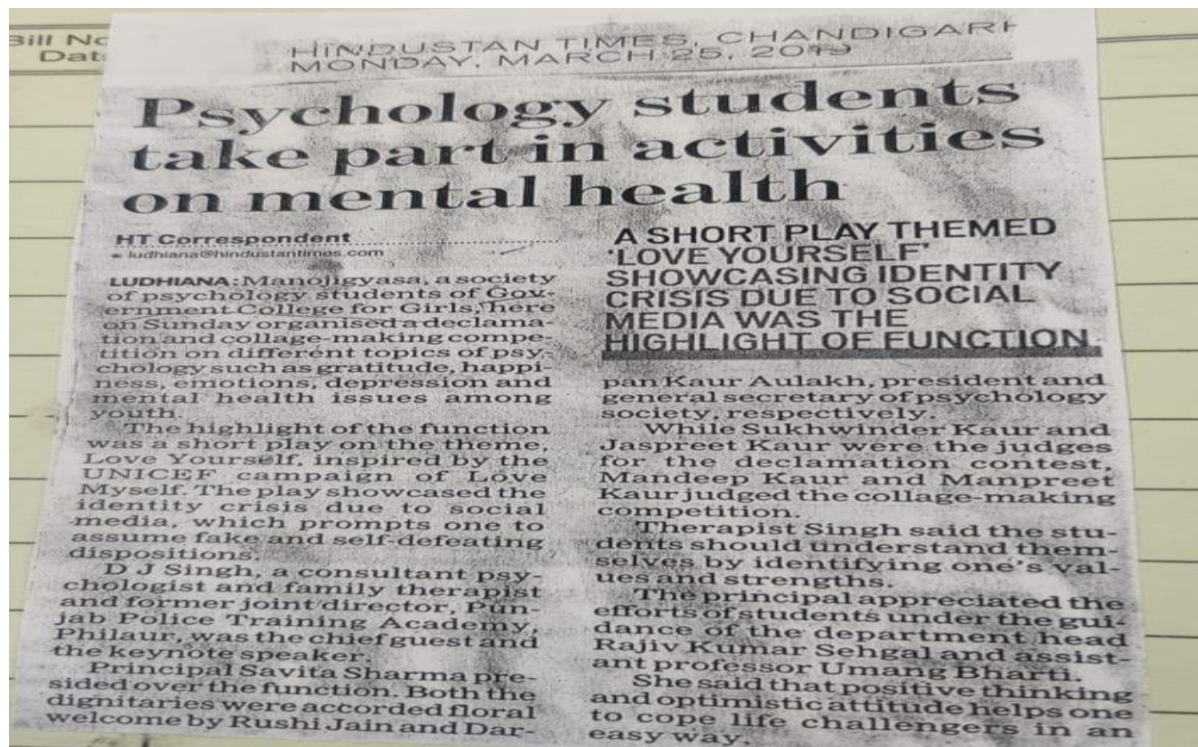 Bill No
Dat
HINDUSTAN TIMES, CHANDIGARH
MONDAY, MARCH 25, 2019
Psychology students
take part in activities
on mental health
HT Correspondent
ludhiana@hindustantimes.com
LUDHIANA: Manojigyasa, a society
of psychology students of Gov-
ernment College for Girls, here
on Sunday organised a declama-
tion and collage-making compe-
tition on different topics of psy-
chology such as gratitude, happi-
ness, emotions, depression and
mental health issues among
youth.
The highlight of the function
was a short play on the theme,
Love Yourself, inspired by the
UNICEF campaign of Love
Myself. The play showcased the
identity crisis due to social
media, which prompts one to
assume fake and self-defeating
dispositions.
D J Singh, a consultant psy-
chologist and family therapist
and former joint director, Pun-
jab Police Training Academy,
Philaur, was the chief guest and
the keynote speaker.
Principal Savita Sharma pre-
sided over the function. Both the
dignitaries were accorded floral
welcome by Rushi Jain and Dar-
A SHORT PLAY THEMED
‘LOVE YOURSELF’
SHOWCASING IDENTITY
CRISIS DUE TO SOCIAL
MEDIA WAS THE
HIGHLIGHT OF FUNCTION
pan Kaur Aulakh, president and
general secretary of psychology
society, respectively.
While Sukhwinder Kaur and
Jaspreet Kaur were the judges
for the declamation contest,
Mandeep Kaur and Manpreet
Kaur judged the collage-making
competition.
Therapist Singh said the stu-
dents should understand them-
selves by identifying one’s val-
ues and strengths.
The principal appreciated the
efforts of students under the gui-
dance of the department head
Rajiv Kumar Sehgal and assist-
ant professor Umang Bharti.
She said that positive thinking
and optimistic attitude helps one
to cope life challengers in an
easy way.